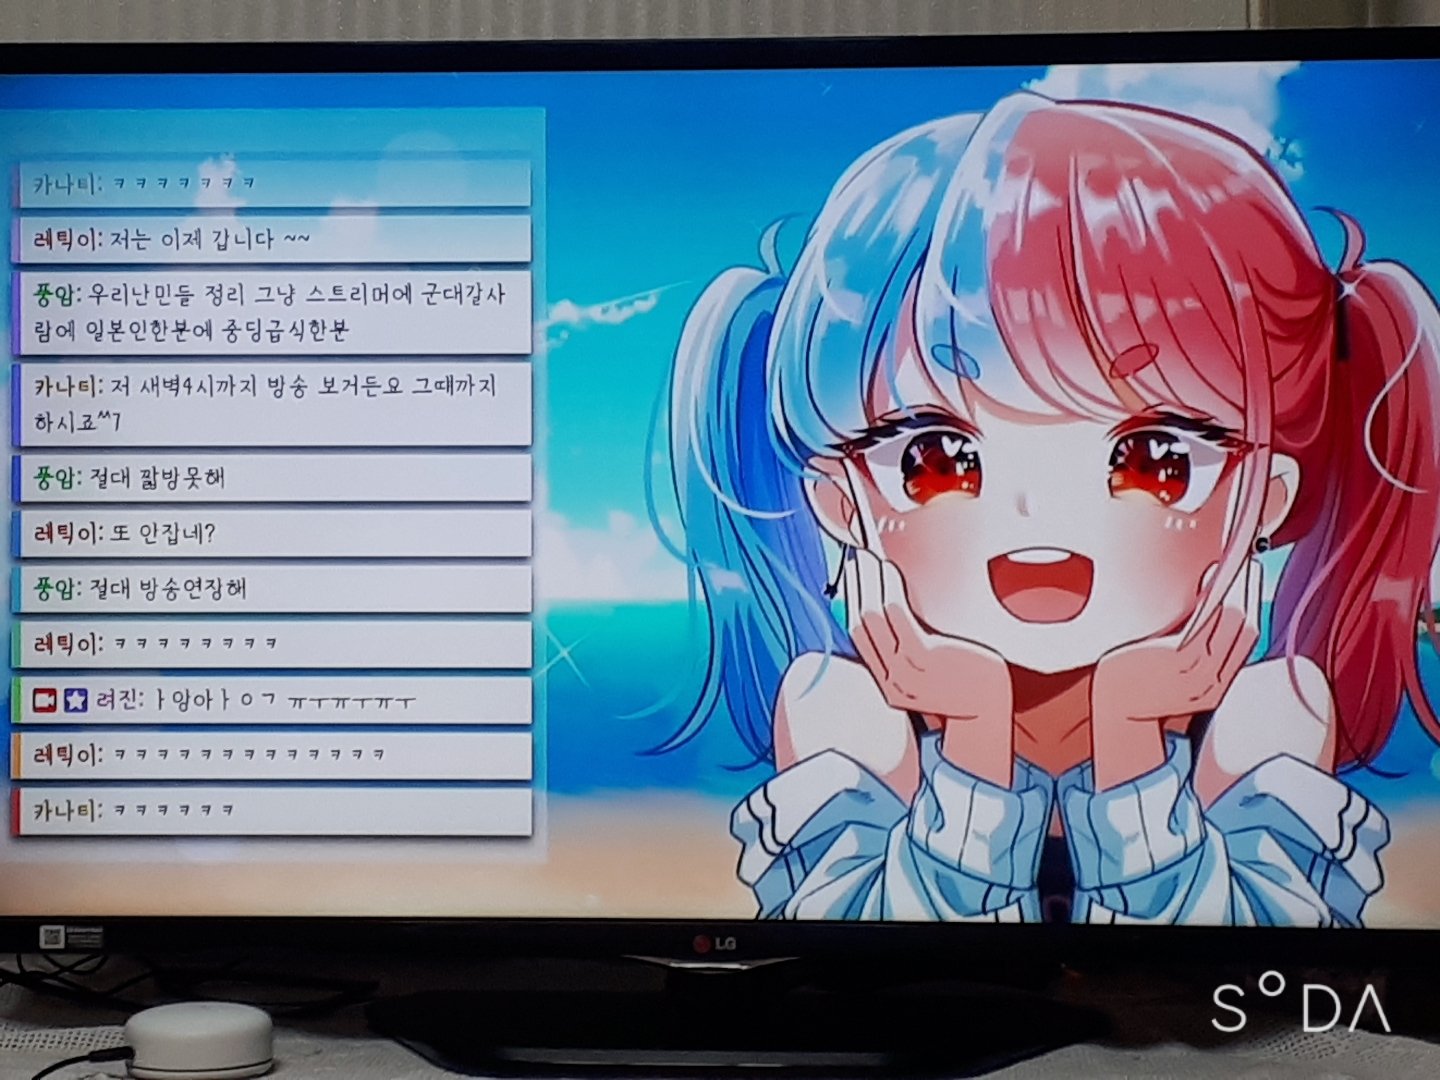 카나티: ㅋㅋㅋㅋㅋㅋㅋ
레틱이: 저는 이제 갑니다 ~~
퐁암: 우리난민들 정리 그냥 스트리머에 군대갈사
람에 일본인한분에 중딩급식한분
카나티: 저 새벽4시까지 방송 보거든요 그때까지
하시죠^^7
퐁암: 절대 짧방못해
레틱이: 또 안잡네?
퐁암: 절대 방송연장해
레틱이: ㅋㅋㅋㅋㅋㅋㅋㅋ
려진: ㅏ앙아ㅏㅇㄱ ㅠㅜㅠㅜㅠㅜ
레틱이: ㅋㅋㅋㅋㅋㅋㅋㅋㅋㅋㅋㅋㅋ
카나티: ㅋㅋㅋㅋㅋㅋ
LG
SODA